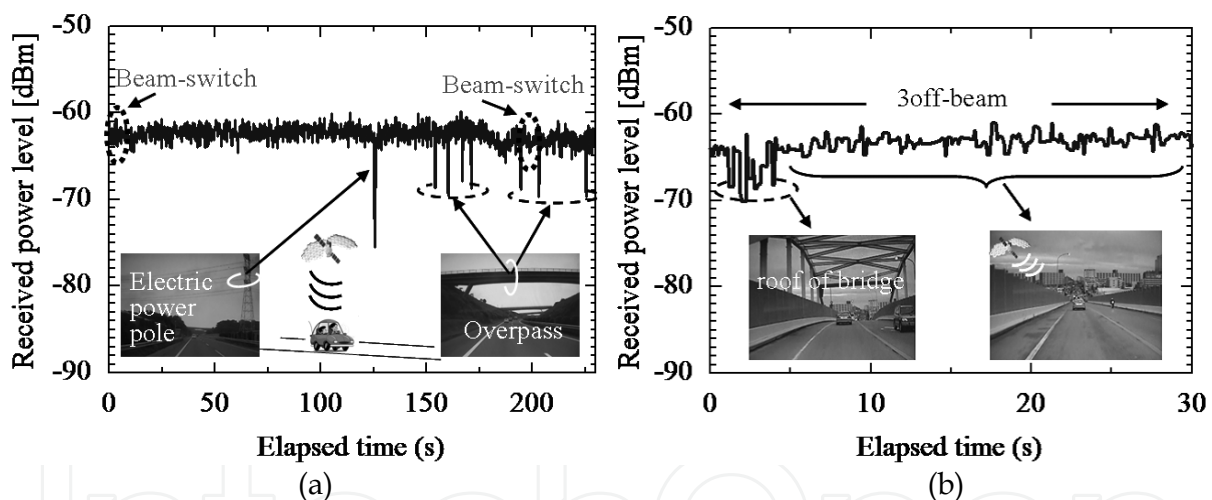 -50
-60
-70
-80
-90
Received power level [dBm]
Beam-switch
Beam-switch
Electric
power
pole
Overpass
0
50
100
150
200
Elapsed time (s)
(a)
-50
-60
-70
-80
-90
Received power level [dBm]
3off-beam
roof of bridge
0
10
20
30
Elapsed time (s)
(b)